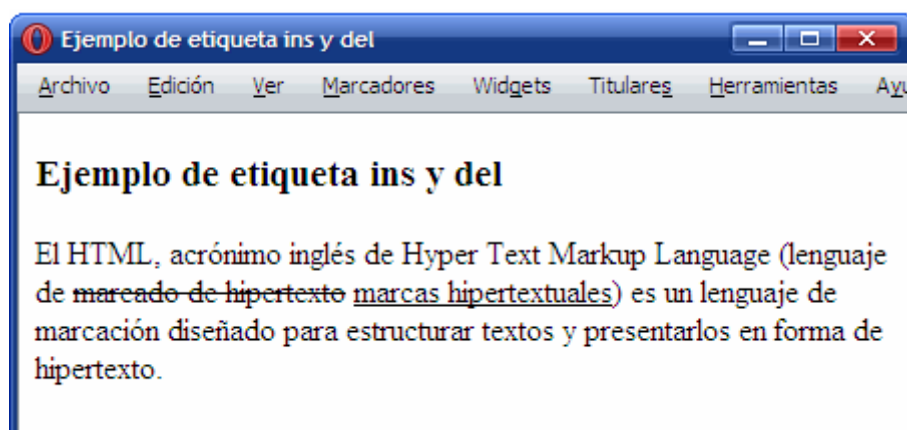 Ejemplo de etiqueta ins y del
Archivo Edición Ver Marcadores Widgets Titulares Herramientas Ayu
Ejemplo de etiqueta ins y del
El HTML, acrónimo inglés de Hyper Text Markup Language (lenguaje
de marcado de hipertexto marcas hipertextuales) es un lenguaje de
marcación diseñado para estructurar textos y presentarlos en forma de
hipertexto.